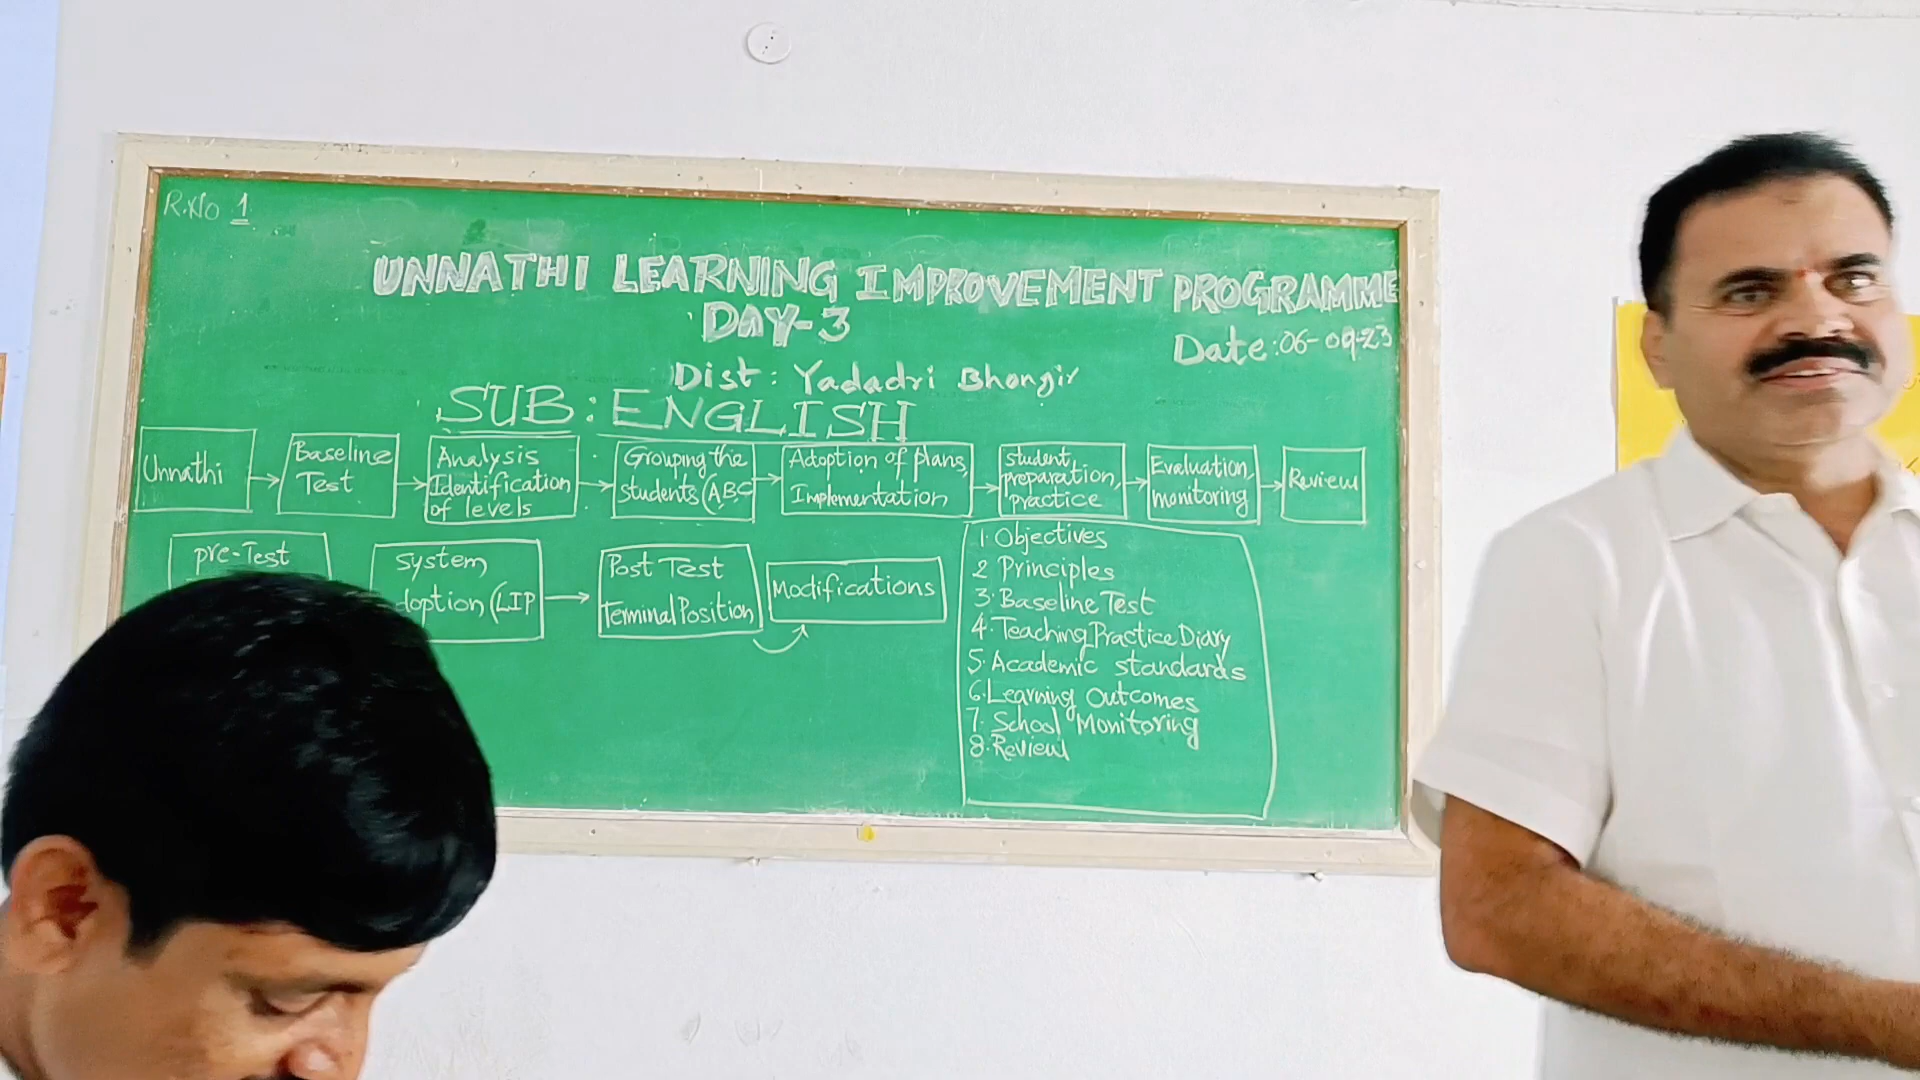 R.No 1
UNNATHI LEARNING IMPROVEMENT PROGRAMME
DAY-3
Date:06-09-23
Dist: Yadadri Bhongir
SUB: ENGLISH
Unnathi
Baseline
Test
Analysis
Identification
of levels
Grouping the
students (ABC
Adoption of plans,
Implementation
Student
preparation,
practice
Evaluation,
monitoring
Review
pre-Test
System
doption (LIP
Post Test
Terminal Position
Modifications
1. Objectives
2 Principles
3. Baseline Test
4. Teaching Practice Diary
5. Academic standards
6. Learning Outcomes
7. School Monitoring
8. Review